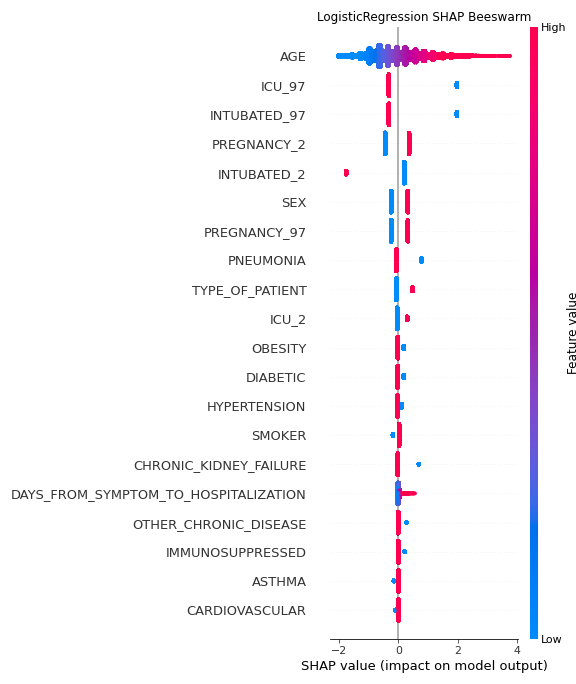 LogisticRegression SHAP Beeswarm
High
AGE
ICU_97
INTUBATED_97
PREGNANCY_2
INTUBATED_2
SEX
PREGNANCY_97
PNEUMONIA
TYPE_OF_PATIENT
ICU_2
OBESITY
DIABETIC
HYPERTENSION
SMOKER
CHRONIC_KIDNEY_FAILURE
DAYS_FROM_SYMPTOM_TO_HOSPITALIZATION
OTHER_CHRONIC_DISEASE
IMMUNOSUPPRESSED
ASTHMA
CARDIOVASCULAR
Feature value
Low
−2 0 2 4
SHAP value (impact on model output)